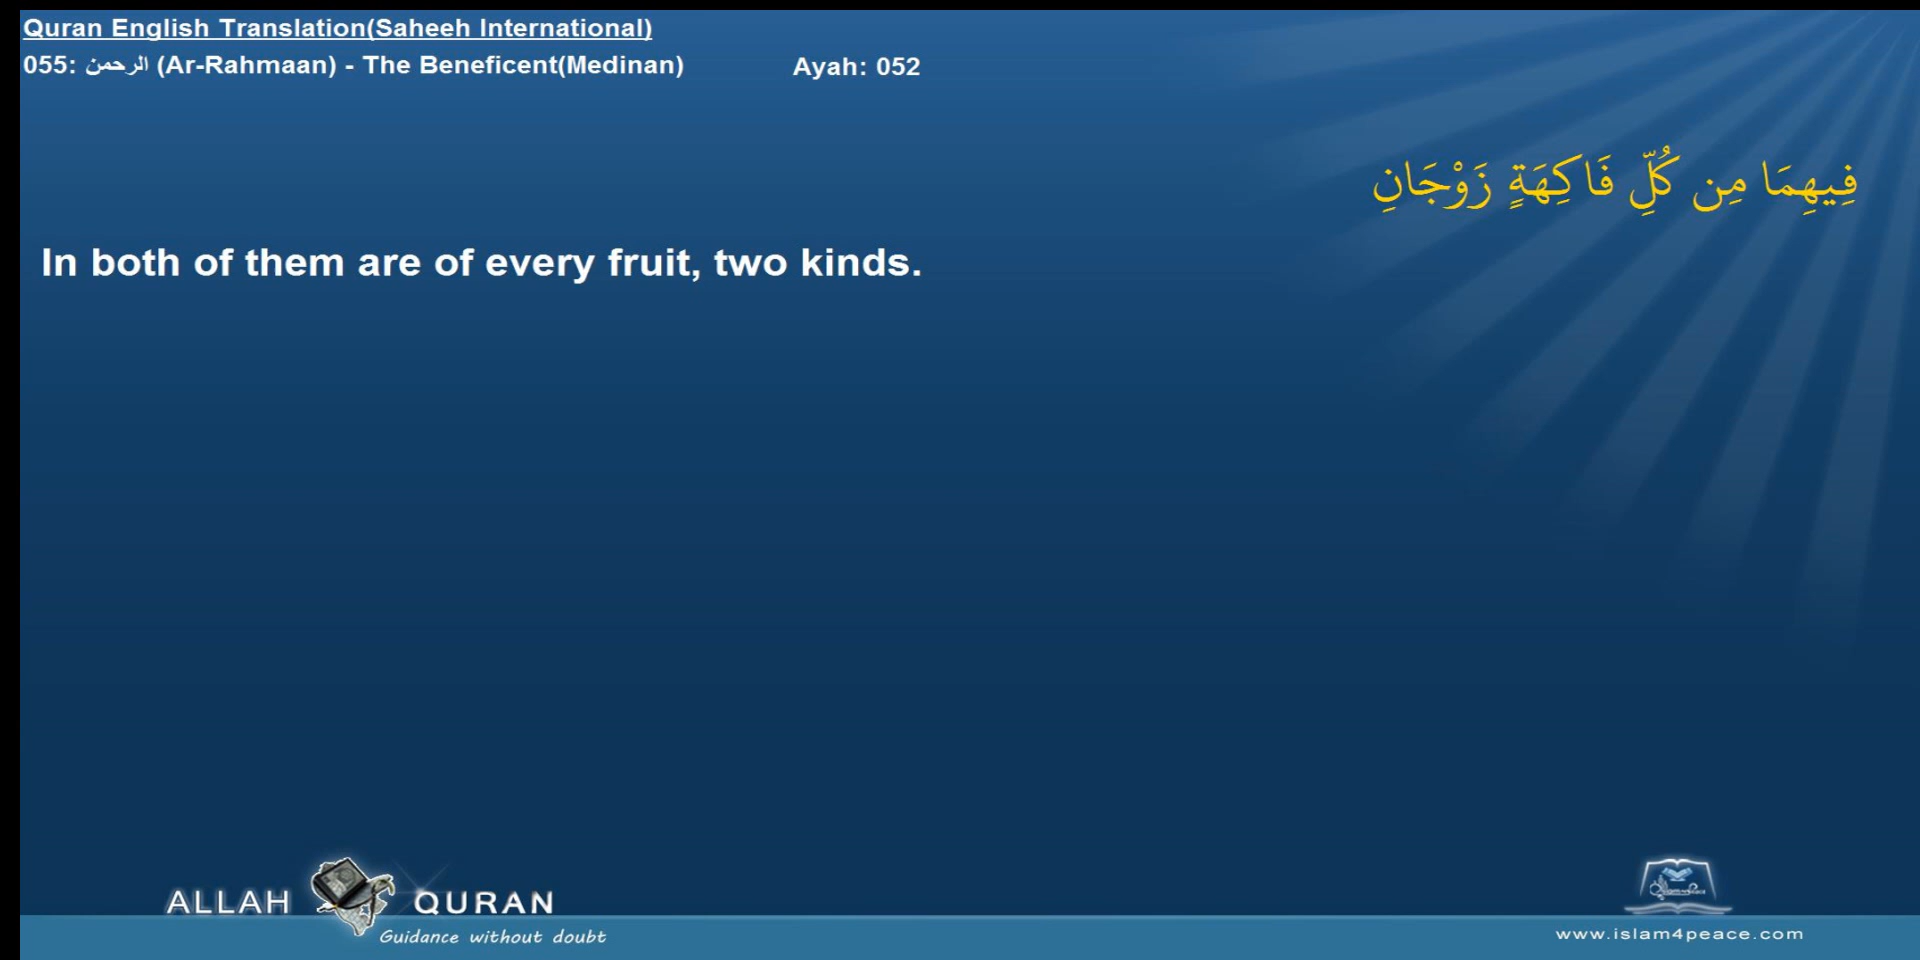 Quran English Translation(Saheeh International)
055: الرحمن (Ar-Rahmaan) - The Beneficent(Medinan) Ayah: 052
فِيهِمَا مِن كُلِّ فَاكِهَةٍ زَوْجَانِ
In both of them are of every fruit, two kinds.
ALLAH QURAN
Guidance without doubt
www.islam4peace.com